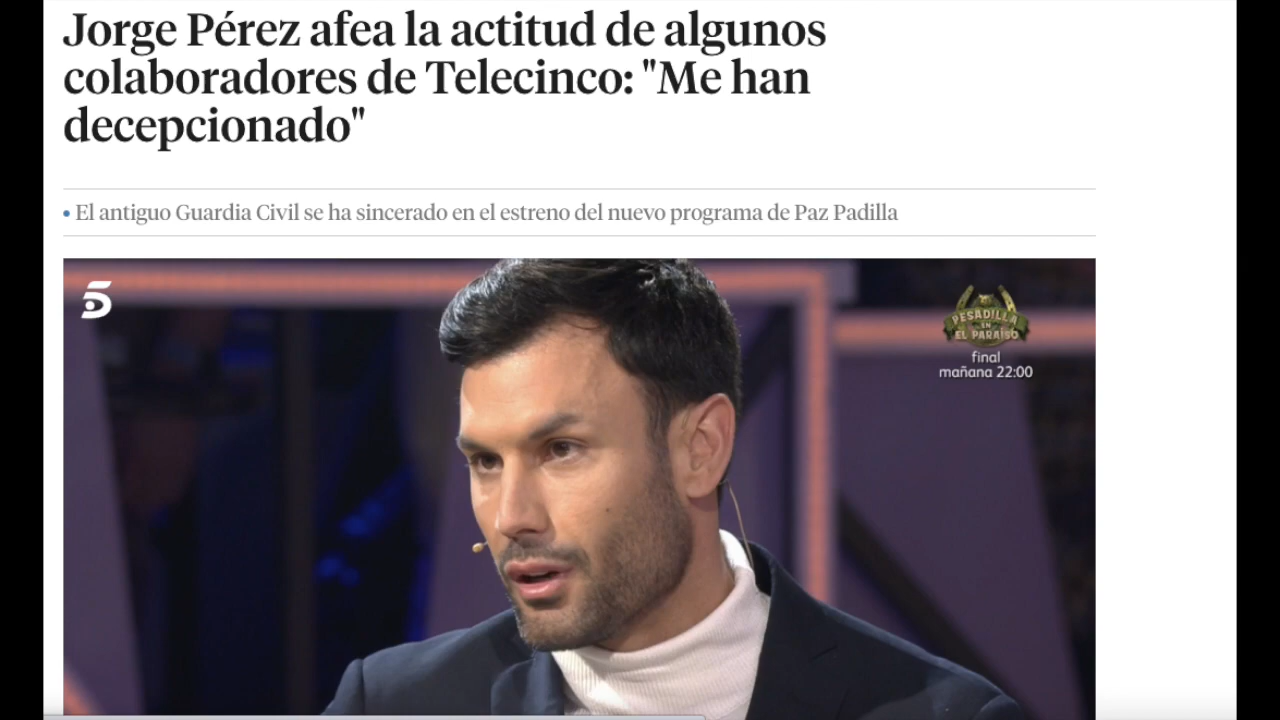 Jorge Pérez afea la actitud de algunos
colaboradores de Telecinco: "Me han
decepcionado"
• El antiguo Guardia Civil se ha sincerado en el estreno del nuevo programa de Paz Padilla
5
PESADILLA
EN
EL PARAÍSO
final
mañana 22:00